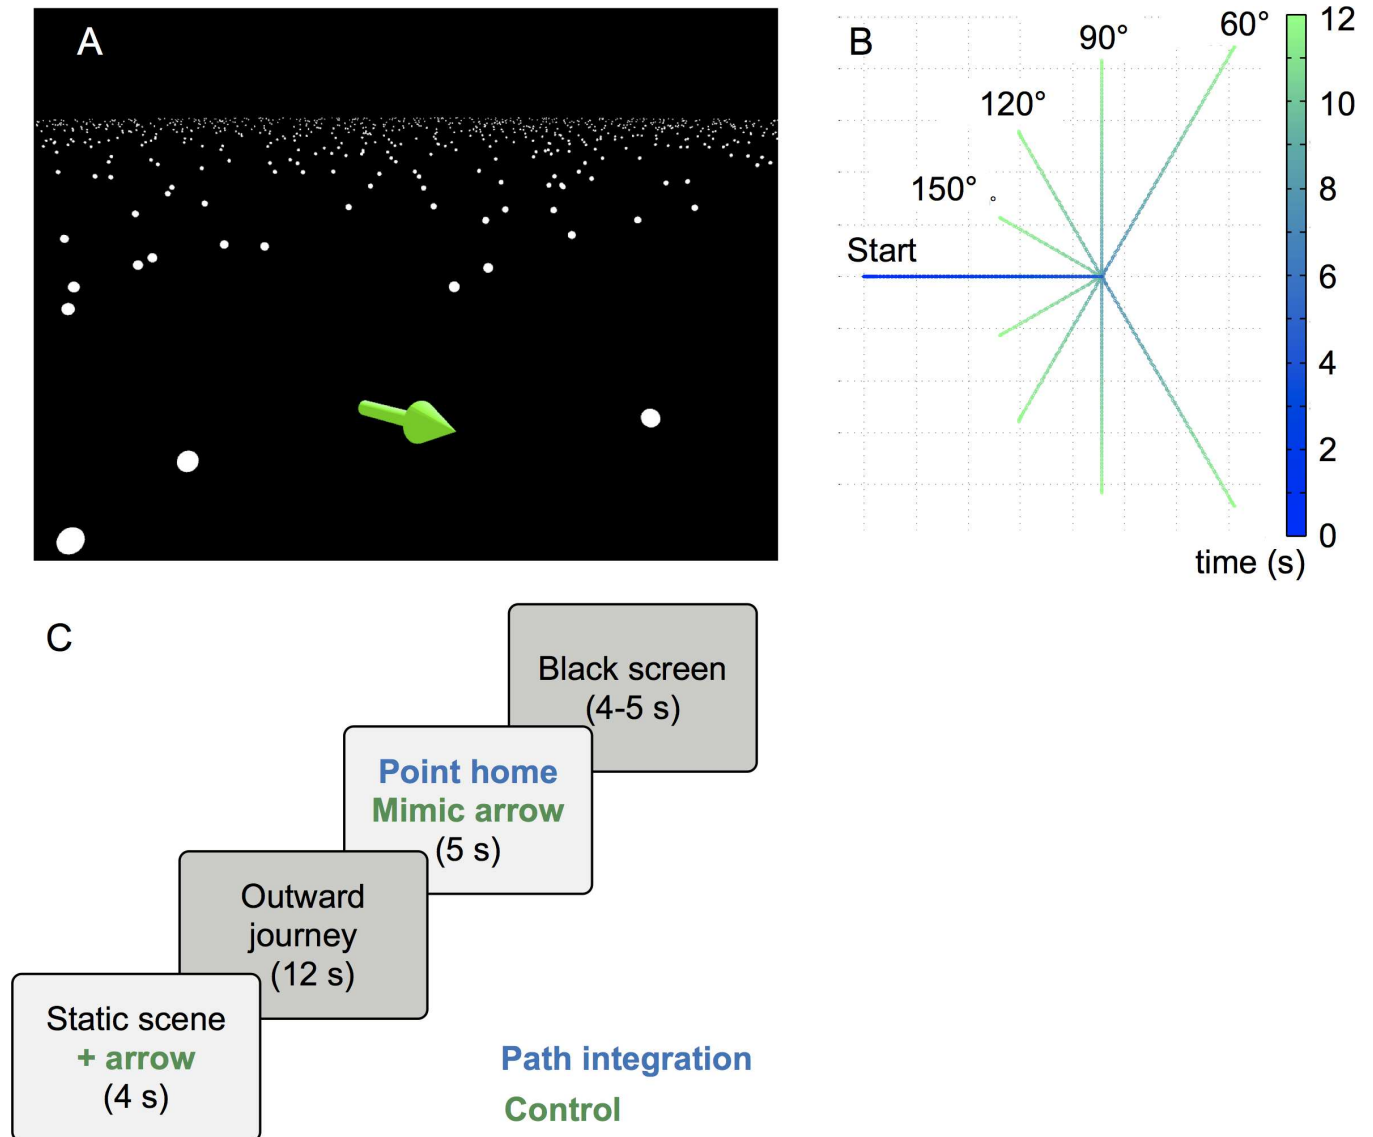 A
B
60°
90°
120°
150°
°
Start
12
10
8
6
4
2
0
time (s)
C
Black screen
(4-5 s)
Point home
Mimic arrow
(5 s)
Outward
journey
(12 s)
Static scene
+ arrow
(4 s)
Path integration
Control